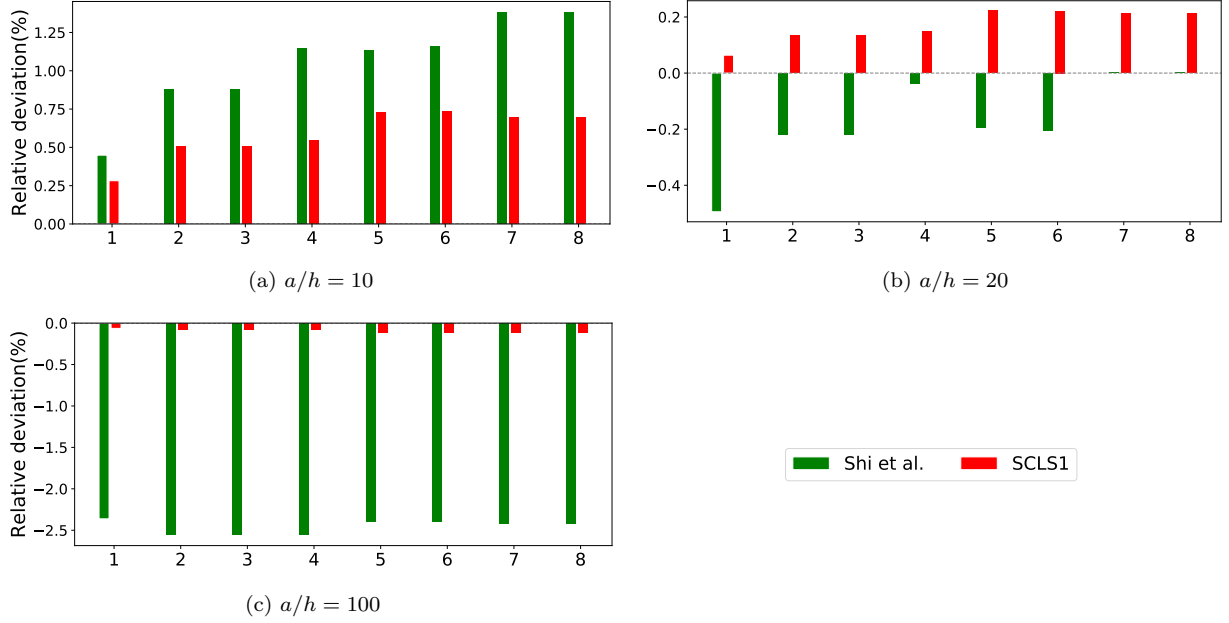 Relative deviation(%)
1.25
1.00
0.75
0.50
0.25
0.00
1 2 3 4 5 6 7 8
(a) a/h = 10
0.2
0.0
−0.2
−0.4
1 2 3 4 5 6 7 8
(b) a/h = 20
Relative deviation(%)
0.0
−0.5
−1.0
−1.5
−2.0
−2.5
1 2 3 4 5 6 7 8
(c) a/h = 100
Shi et al. SCLS1